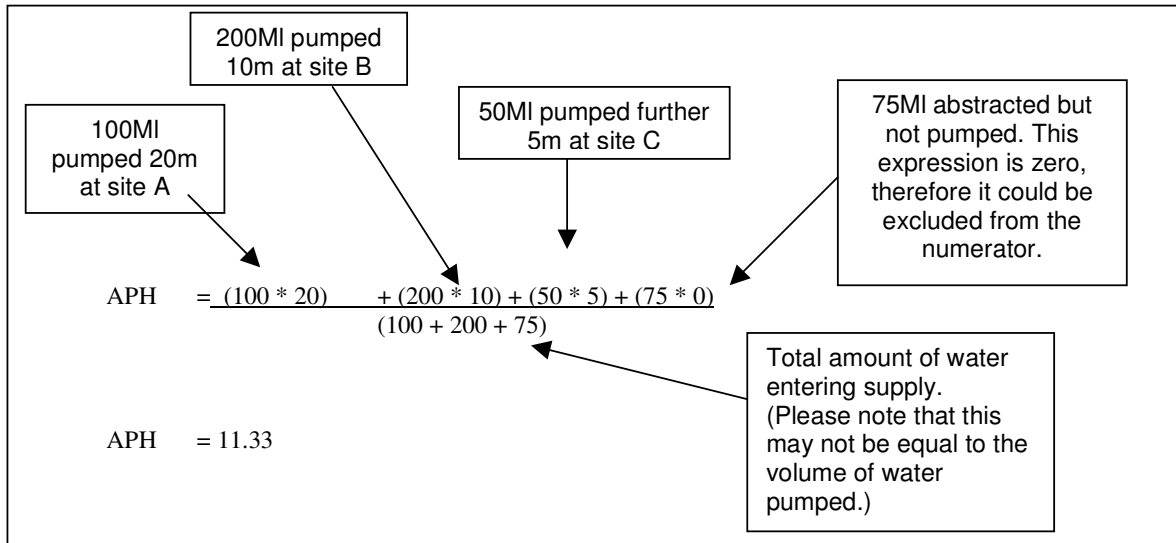 200Ml pumped
10m at site B
100Ml
pumped 20m
at site A
50Ml pumped further
5m at site C
75Ml abstracted but
not pumped. This
expression is zero,
therefore it could be
excluded from the
numerator.
APH = (100 * 20) + (200 * 10) + (50 * 5) + (75 * 0)
(100 + 200 + 75)
Total amount of water
entering supply.
(Please note that this
may not be equal to the
volume of water
pumped.)
APH = 11.33